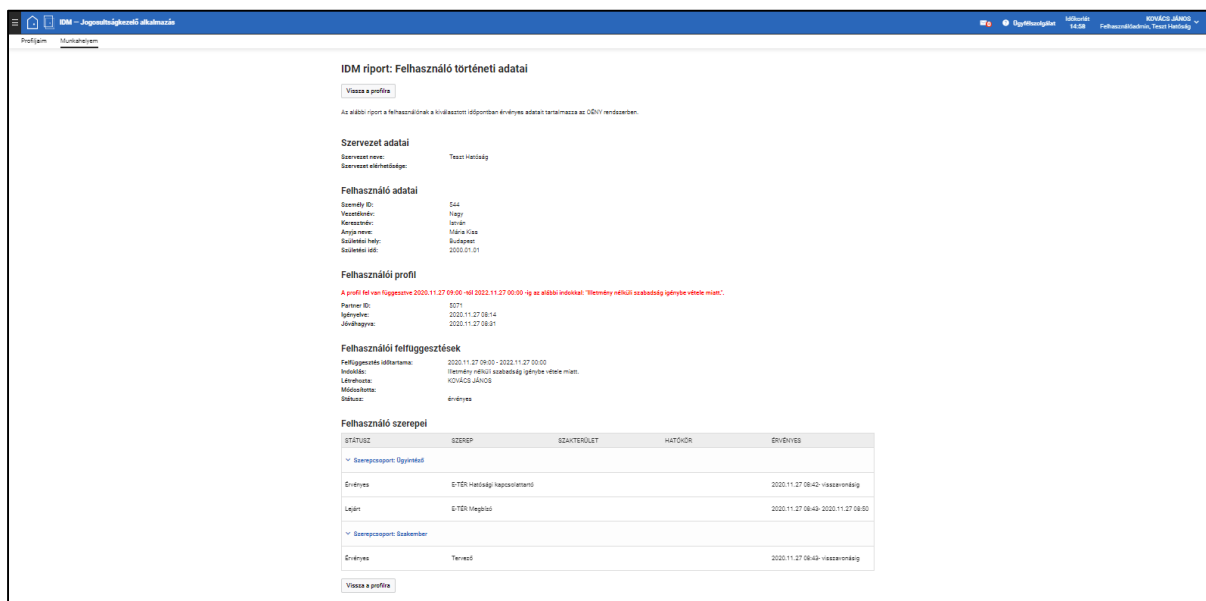 IDM – Jogosultságkezelő alkalmazás
0
Ügyfélszolgálat
Időkorlát
14:58
KOVÁCS JÁNOS
Felhasználóadmin, Teszt Hatóság
Profiljaim Munkahelyem
IDM riport: Felhasználó történeti adatai
Vissza a profilra
Az alábbi riport a felhasználónak a kiválasztott időpontban érvényes adatait tartalmazza az OÉNY rendszerben.
Szervezet adatai
Szervezet neve: Teszt Hatóság
Szervezet elérhetősége:
Felhasználó adatai
Személy ID: 544
Vezetéknév: Nagy
Keresztnév: István
Anyja neve: Mária Kiss
Születési hely: Budapest
Születési idő: 2000.01.01
Felhasználói profil
A profil fel van függesztve 2020.11.27 09:00 -tól 2022.11.27 00:00 -ig az alábbi indokkal: "Illetmény nélküli szabadság igénybe vétele miatt.".
Partner ID: 5071
Igényelve: 2020.11.27 08:14
Jóváhagyva: 2020.11.27 08:31
Felhasználói felfüggesztések
Felfüggesztés időtartama: 2020.11.27 09:00 - 2022.11.27 00:00
Indoklás: Illetmény nélküli szabadság igénybe vétele miatt.
Létrehozta: KOVÁCS JÁNOS
Módosította:
Státusz: érvényes
Felhasználó szerepei
STÁTUSZ SZEREP SZAKTERÜLET HATÓKÖR ÉRVÉNYES
Szerepcsoport: Ügyintéző
Érvényes E-TÉR Hatósági kapcsolattartó 2020.11.27 08:42- visszavonásig
Lejárt E-TÉR Megbízó 2020.11.27 08:43- 2020.11.27 08:50
Szerepcsoport: Szakember
Érvényes Tervező 2020.11.27 08:43- visszavonásig
Vissza a profilra